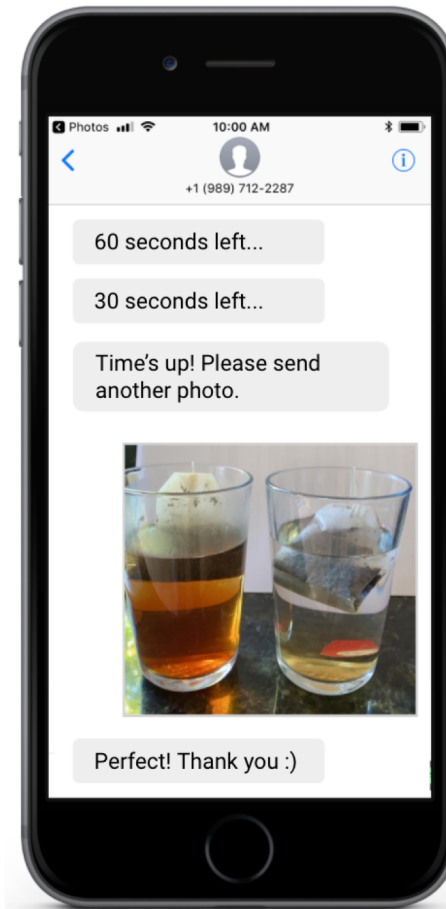 Photos
10:00 AM
+1 (989) 712-2287
60 seconds left...
30 seconds left...
Time’s up! Please send
another photo.
Perfect! Thank you :)